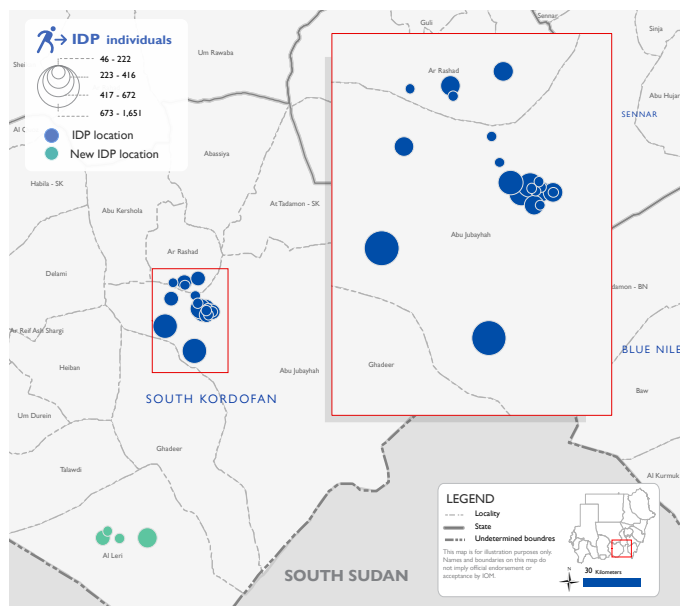 IDP individuals
46 - 222
223 - 416
417 - 672
673 - 1,651
IDP location
New IDP location
Um Rawaba
Guli
Sennar
Sinja
Ar Rashad
Abu Hujar
SENNAR
Abassiya
Habila - SK
Abu Kershola
At Tadamon - SK
Ar Rashad
Abu Jubayhah
Delami
damon - BN
Ar Reif Ash Shargi
Heiban
Ghadeer
BLUE NILE
Abu Jubayhah
Baw
SOUTH KORDOFAN
Um Durein
Ghadeer
Talawdi
Al Kurmuk
LEGEND
Locality
State
Undetermined boundres
This map is for illustration purposes only.
Names and boundaries on this map do
not imply official endorsement or
acceptance by IOM.
30 Kilometers
N
Al Leri
SOUTH SUDAN